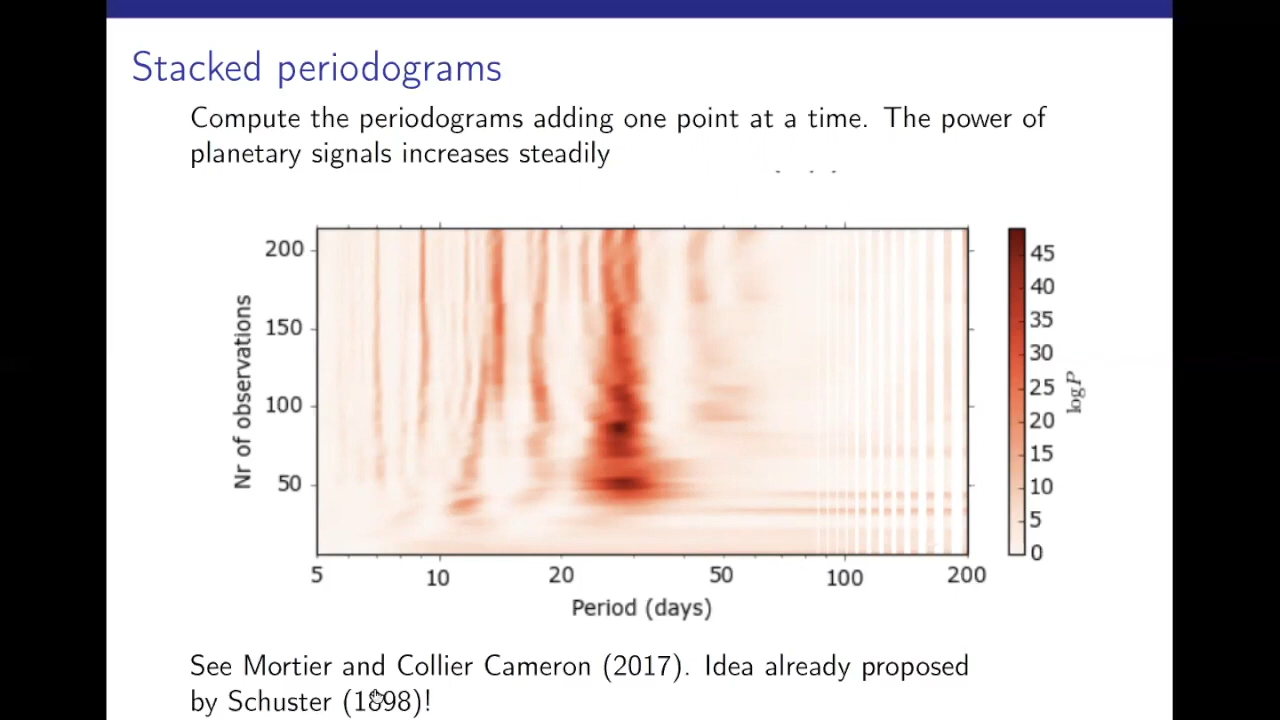 Stacked periodograms
Compute the periodograms adding one point at a time. The power of
planetary signals increases steadily
200
150
100
50
Nr of observations
5 10 20 50 100 200
Period (days)
45
40
35
30
25
20
15
10
5
0
log P
See Mortier and Collier Cameron (2017). Idea already proposed
by Schuster (1898)!